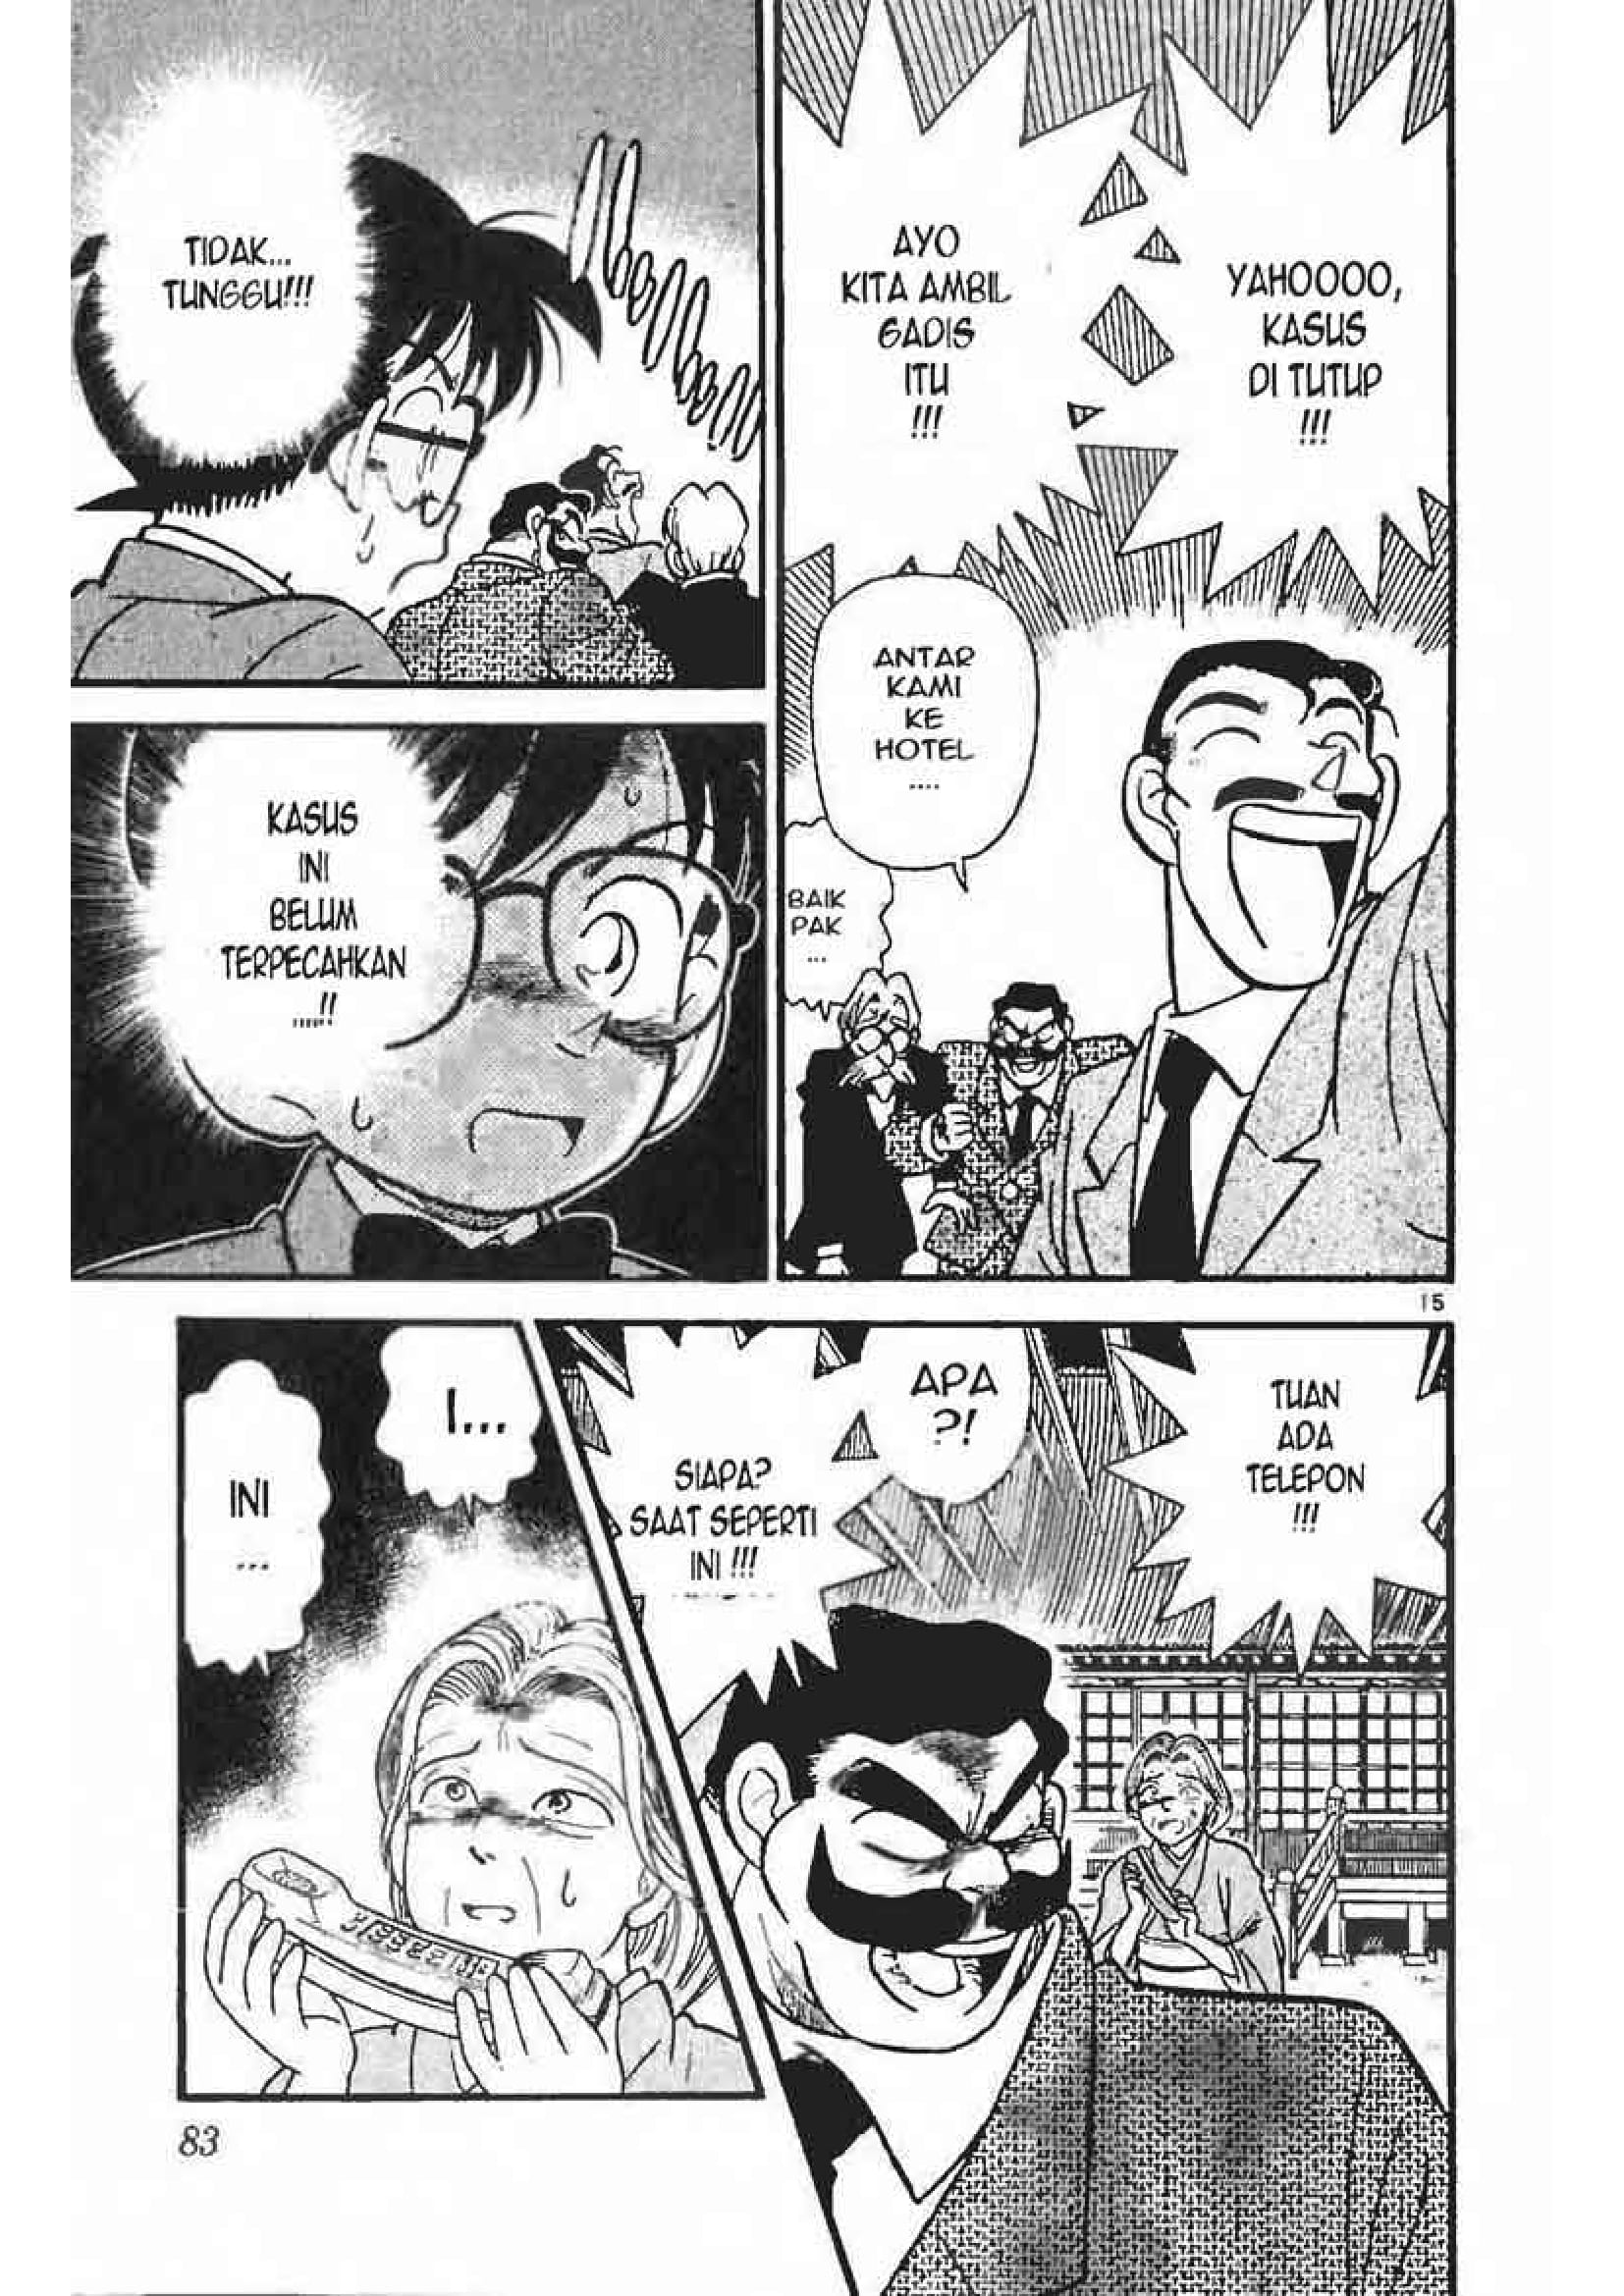 YAHOOOO,
KASUS
DI TUTUP
!!!
AYO
KITA AMBIL
GADIS
ITU
!!!
ANTAR
KAMI
KE
HOTEL
....
BAIK
PAK
...
TIDAK...
TUNGGU!!!
KASUS
INI
BELUM
TERPECAHKAN
.....!!
15
TUAN
ADA
TELEPON
!!!
APA
?!
SIAPA?
SAAT SEPERTI
INI !!!
I...
INI
...
83